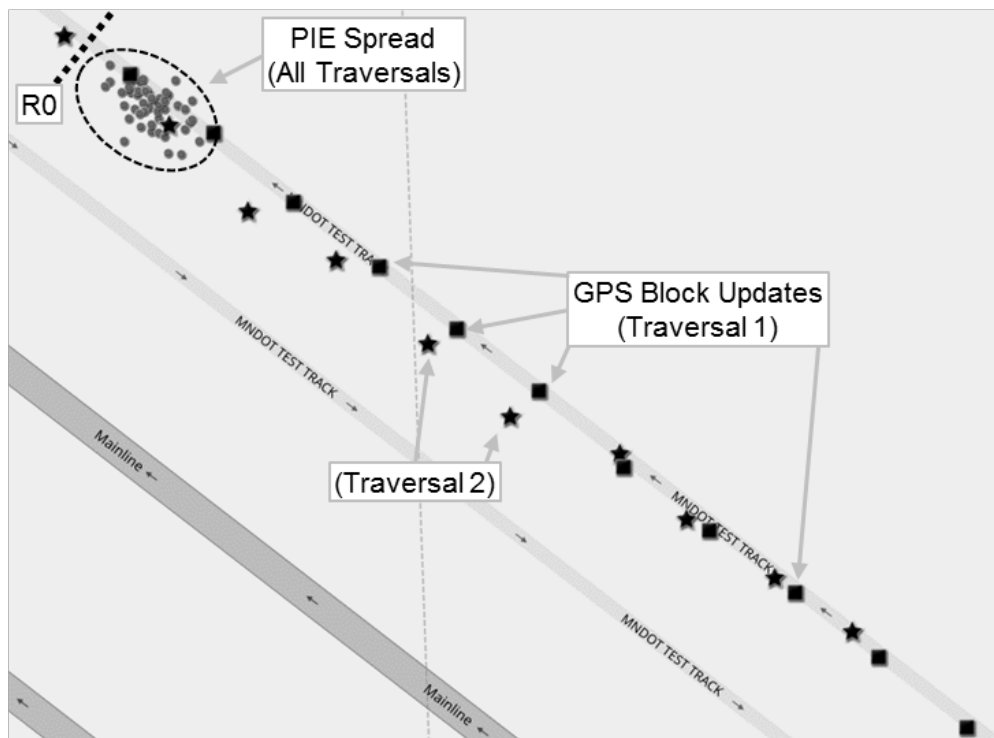 PIE Spread
(All Traversals)
R0
MNDOT TEST TRACK
GPS Block Updates
(Traversal 1)
MNDOT TEST TRACK
(Traversal 2)
Mainline
MNDOT TEST TRACK
MNDOT TEST TRACK
Mainline